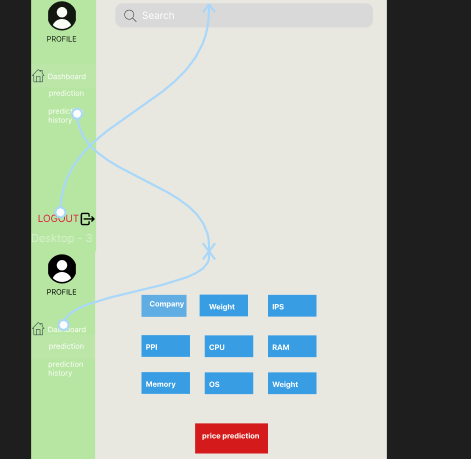 Search
PROFILE
Dashboard
prediction
prediction
history
LOGOUT
Desktop - 3
PROFILE
Dashboard
prediction
prediction
history
Company
Weight
IPS
PPI
CPU
RAM
Memory
OS
Weight
price prediction